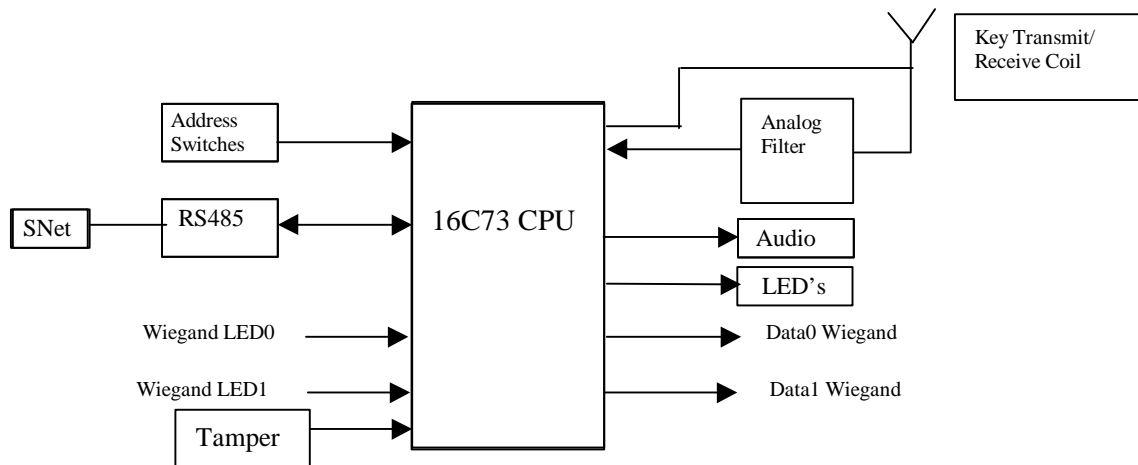 Key Transmit/
Receive Coil
Address
Switches
Analog
Filter
SNet
RS485
16C73 CPU
Audio
LED’s
Wiegand LED0
Data0 Wiegand
Wiegand LED1
Data1 Wiegand
Tamper